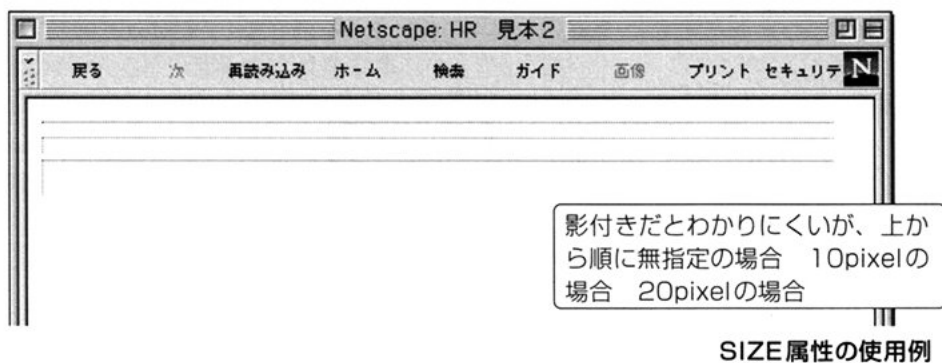 Netscape: HR 見本2
戻る 次 再読み込み ホーム 検索 ガイド 画像 プリント セキュリテ N
影付きだとわかりにくいが、上か
ら順に無指定の場合 10pixelの
場合 20pixelの場合
SIZE属性の使用例